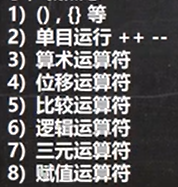 1) () , {} 等
2) 单目运行 ++ --
3) 算术运算符
4) 位移运算符
5) 比较运算符
6) 逻辑运算符
7) 三元运算符
8) 赋值运算符